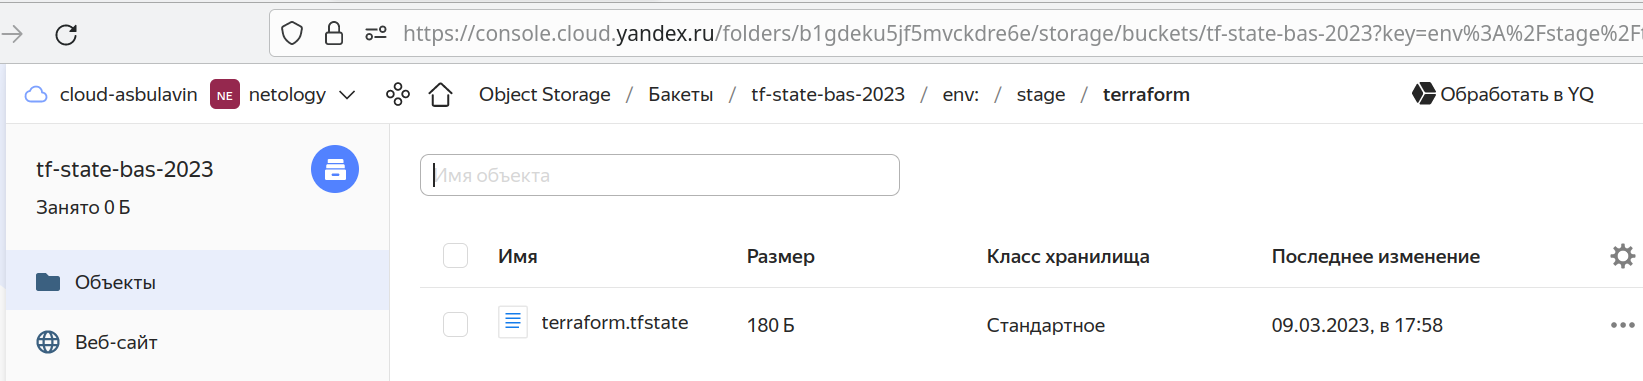 https://console.cloud.yandex.ru/folders/b1gdeku5jf5mvckdre6e/storage/buckets/tf-state-bas-2023?key=env%3A%2Fstage%2Ft
cloud-asbulavin NE netology Object Storage / Бакеты / tf-state-bas-2023 / env: / stage / terraform Обработать в YQ
tf-state-bas-2023
Занято 0 Б
Объекты
Веб-сайт
Имя объекта
Имя Размер Класс хранилища Последнее изменение
terraform.tfstate 180 Б Стандартное 09.03.2023, в 17:58